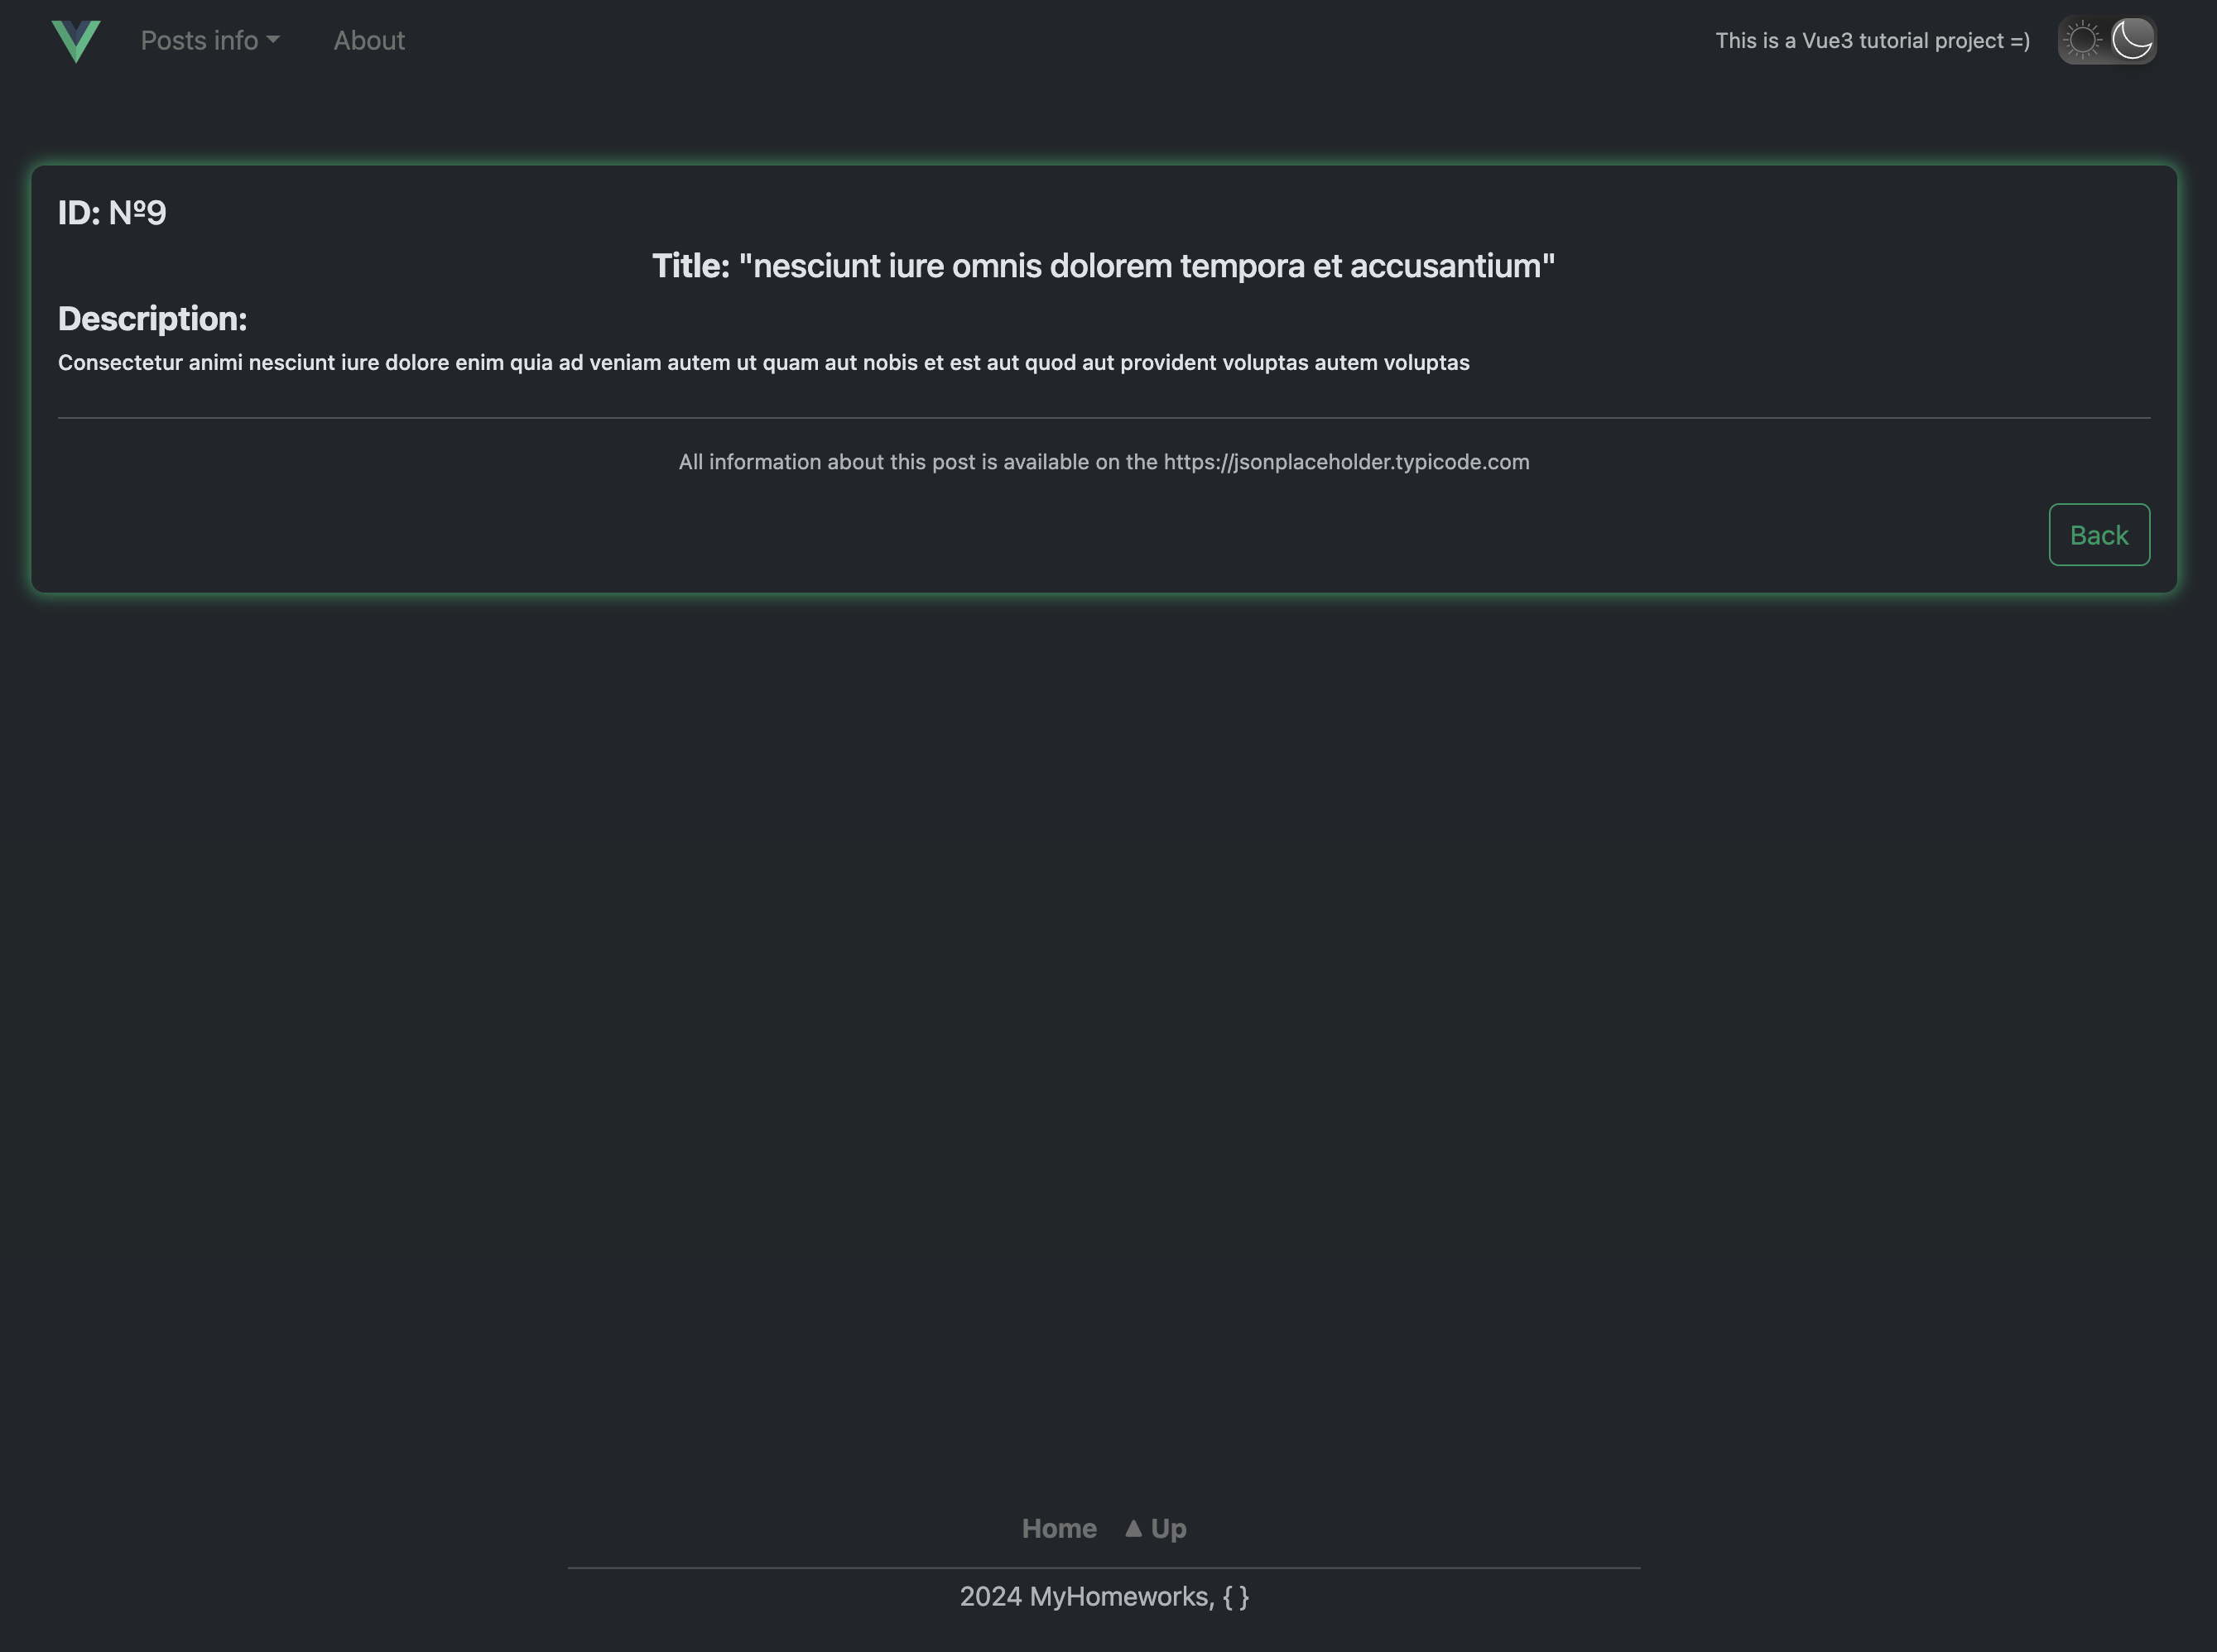 Posts info
About
This is a Vue3 tutorial project =)
ID: Nº9
Title: "nesciunt iure omnis dolorem tempora et accusantium"
Description:
Consectetur animi nesciunt iure dolore enim quia ad veniam autem ut quam aut nobis et est aut quod aut provident voluptas autem voluptas
All information about this post is available on the https://jsonplaceholder.typicode.com
Back
Home ▲ Up
2024 MyHomeworks, { }